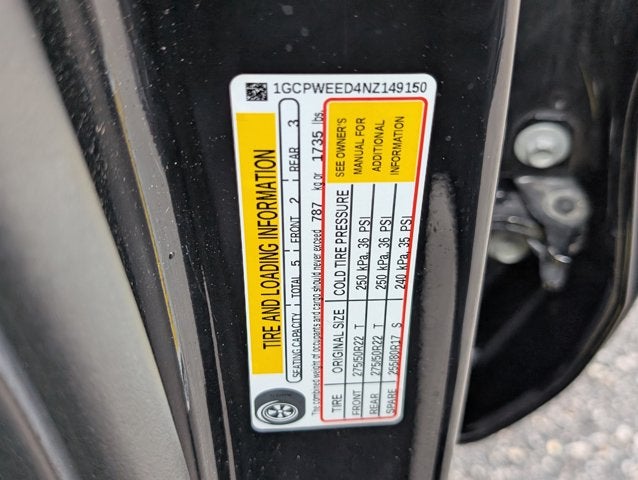 1GCPWEED4NZ149150
TIRE AND LOADING INFORMATION
SEATING CAPACITY TOTAL 5 FRONT 2 REAR 3
The combined weight of occupants and cargo should never exceed 787 kg or 1735 lbs.
TIRE ORIGINAL SIZE COLD TIRE PRESSURE
FRONT 275/50R22 T 250 kPa, 36 PSI
REAR 275/50R22 T 250 kPa, 36 PSI
SPARE 255/80R17 S 240 kPa, 35 PSI
SEE OWNER'S
MANUAL FOR
ADDITIONAL
INFORMATION